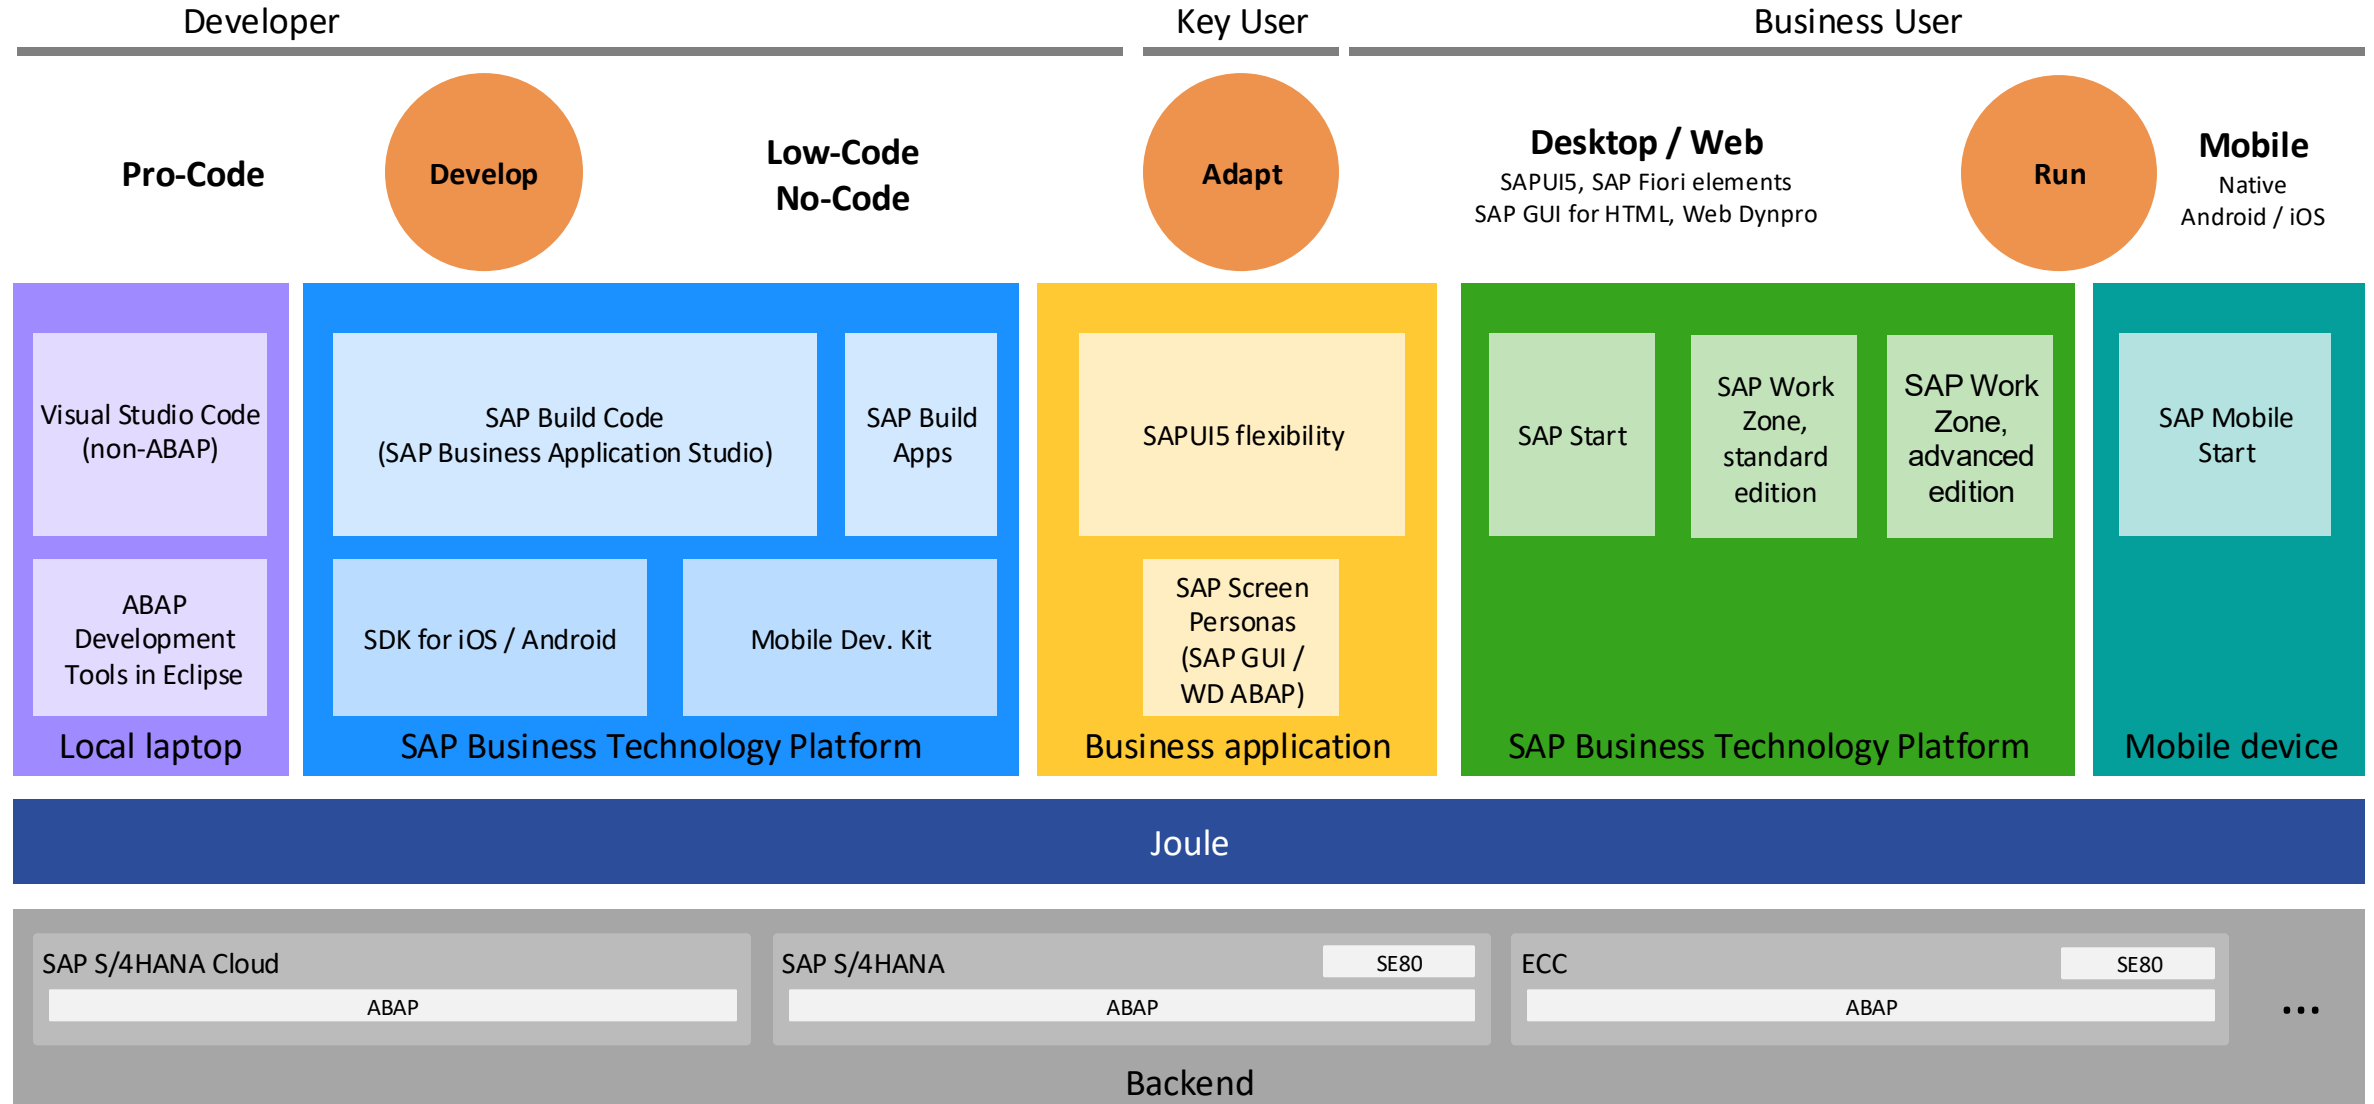 Developer
Key User
Business User
Pro-Code
Develop
Low-Code
No-Code
Adapt
Desktop / Web
SAPUI5, SAP Fiori elements
SAP GUI for HTML, Web Dynpro
Run
Mobile
Native
Android / iOS
Visual Studio Code
(non-ABAP)
ABAP
Development
Tools in Eclipse
Local laptop
SAP Build Code
(SAP Business Application Studio)
SAP Build
Apps
SDK for iOS / Android
Mobile Dev. Kit
SAP Business Technology Platform
SAPUI5 flexibility
SAP Screen
Personas
(SAP GUI /
WD ABAP)
Business application
SAP Start
SAP Work
Zone,
standard
edition
SAP Work
Zone,
advanced
edition
SAP Business Technology Platform
SAP Mobile
Start
Mobile device
Joule
SAP S/4HANA Cloud
ABAP
SAP S/4HANA
SE80
ABAP
ECC
SE80
ABAP
...
Backend